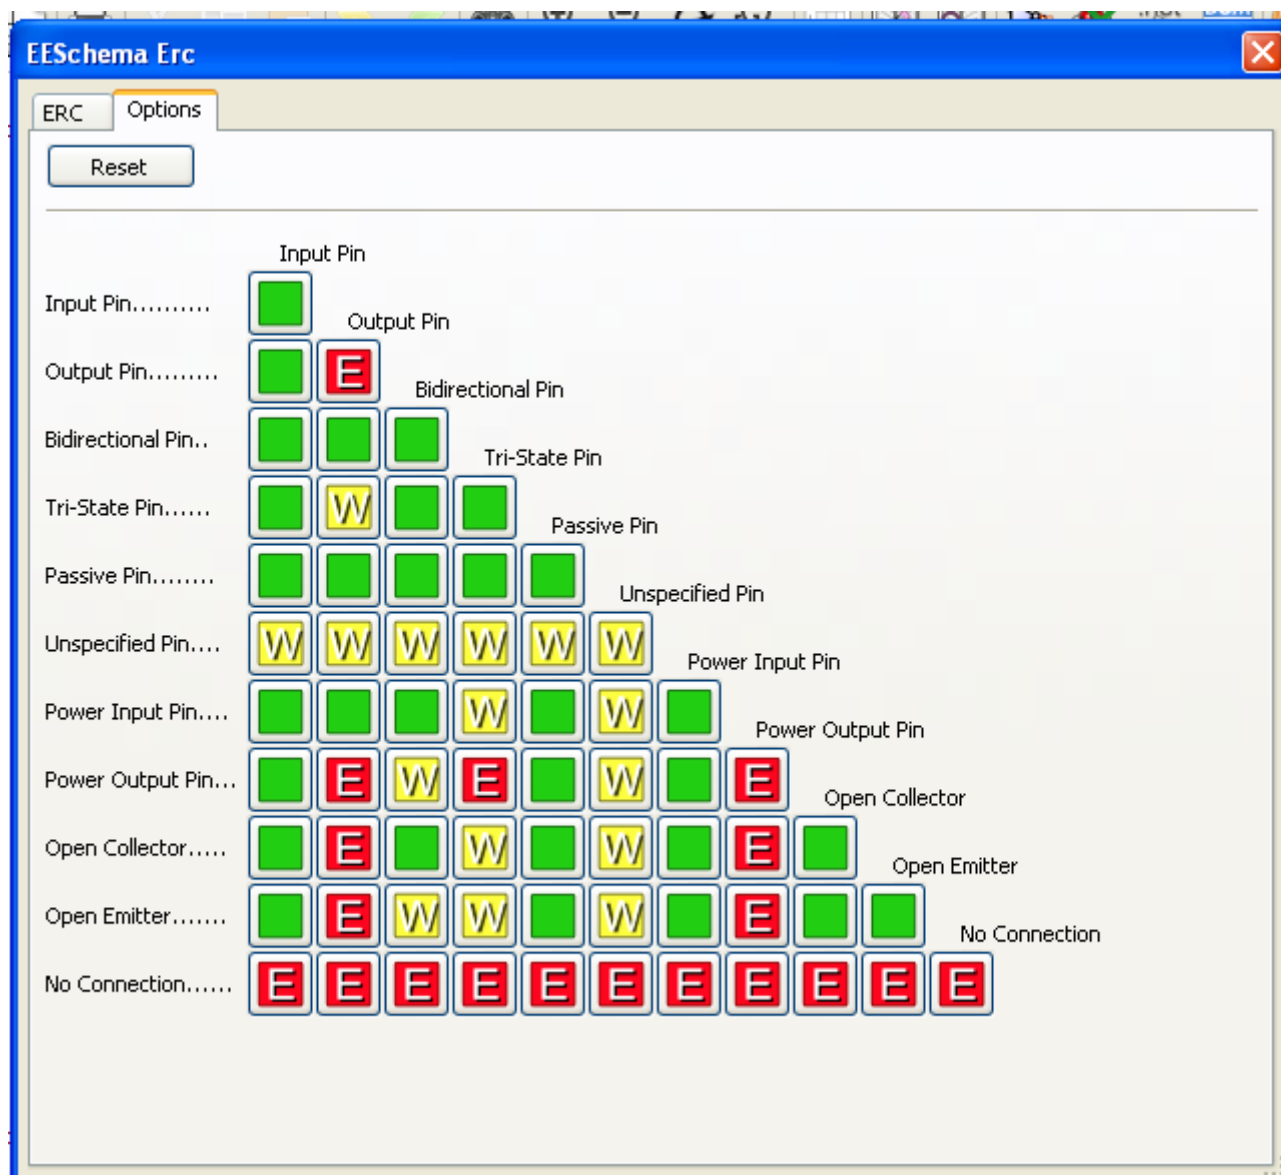 EESchema Erc
ERC Options
Reset
Input Pin
Input Pin..........
Output Pin
Output Pin......... E
Bidirectional Pin
Bidirectional Pin..
Tri-State Pin
Tri-State Pin...... W
Passive Pin
Passive Pin........
Unspecified Pin
Unspecified Pin.... W W W W W W
Power Input Pin
Power Input Pin.... W W
Power Output Pin
Power Output Pin... E W E W E
Open Collector
Open Collector..... E W W E
Open Emitter
Open Emitter....... E W W W E
No Connection
No Connection...... E E E E E E E E E E E